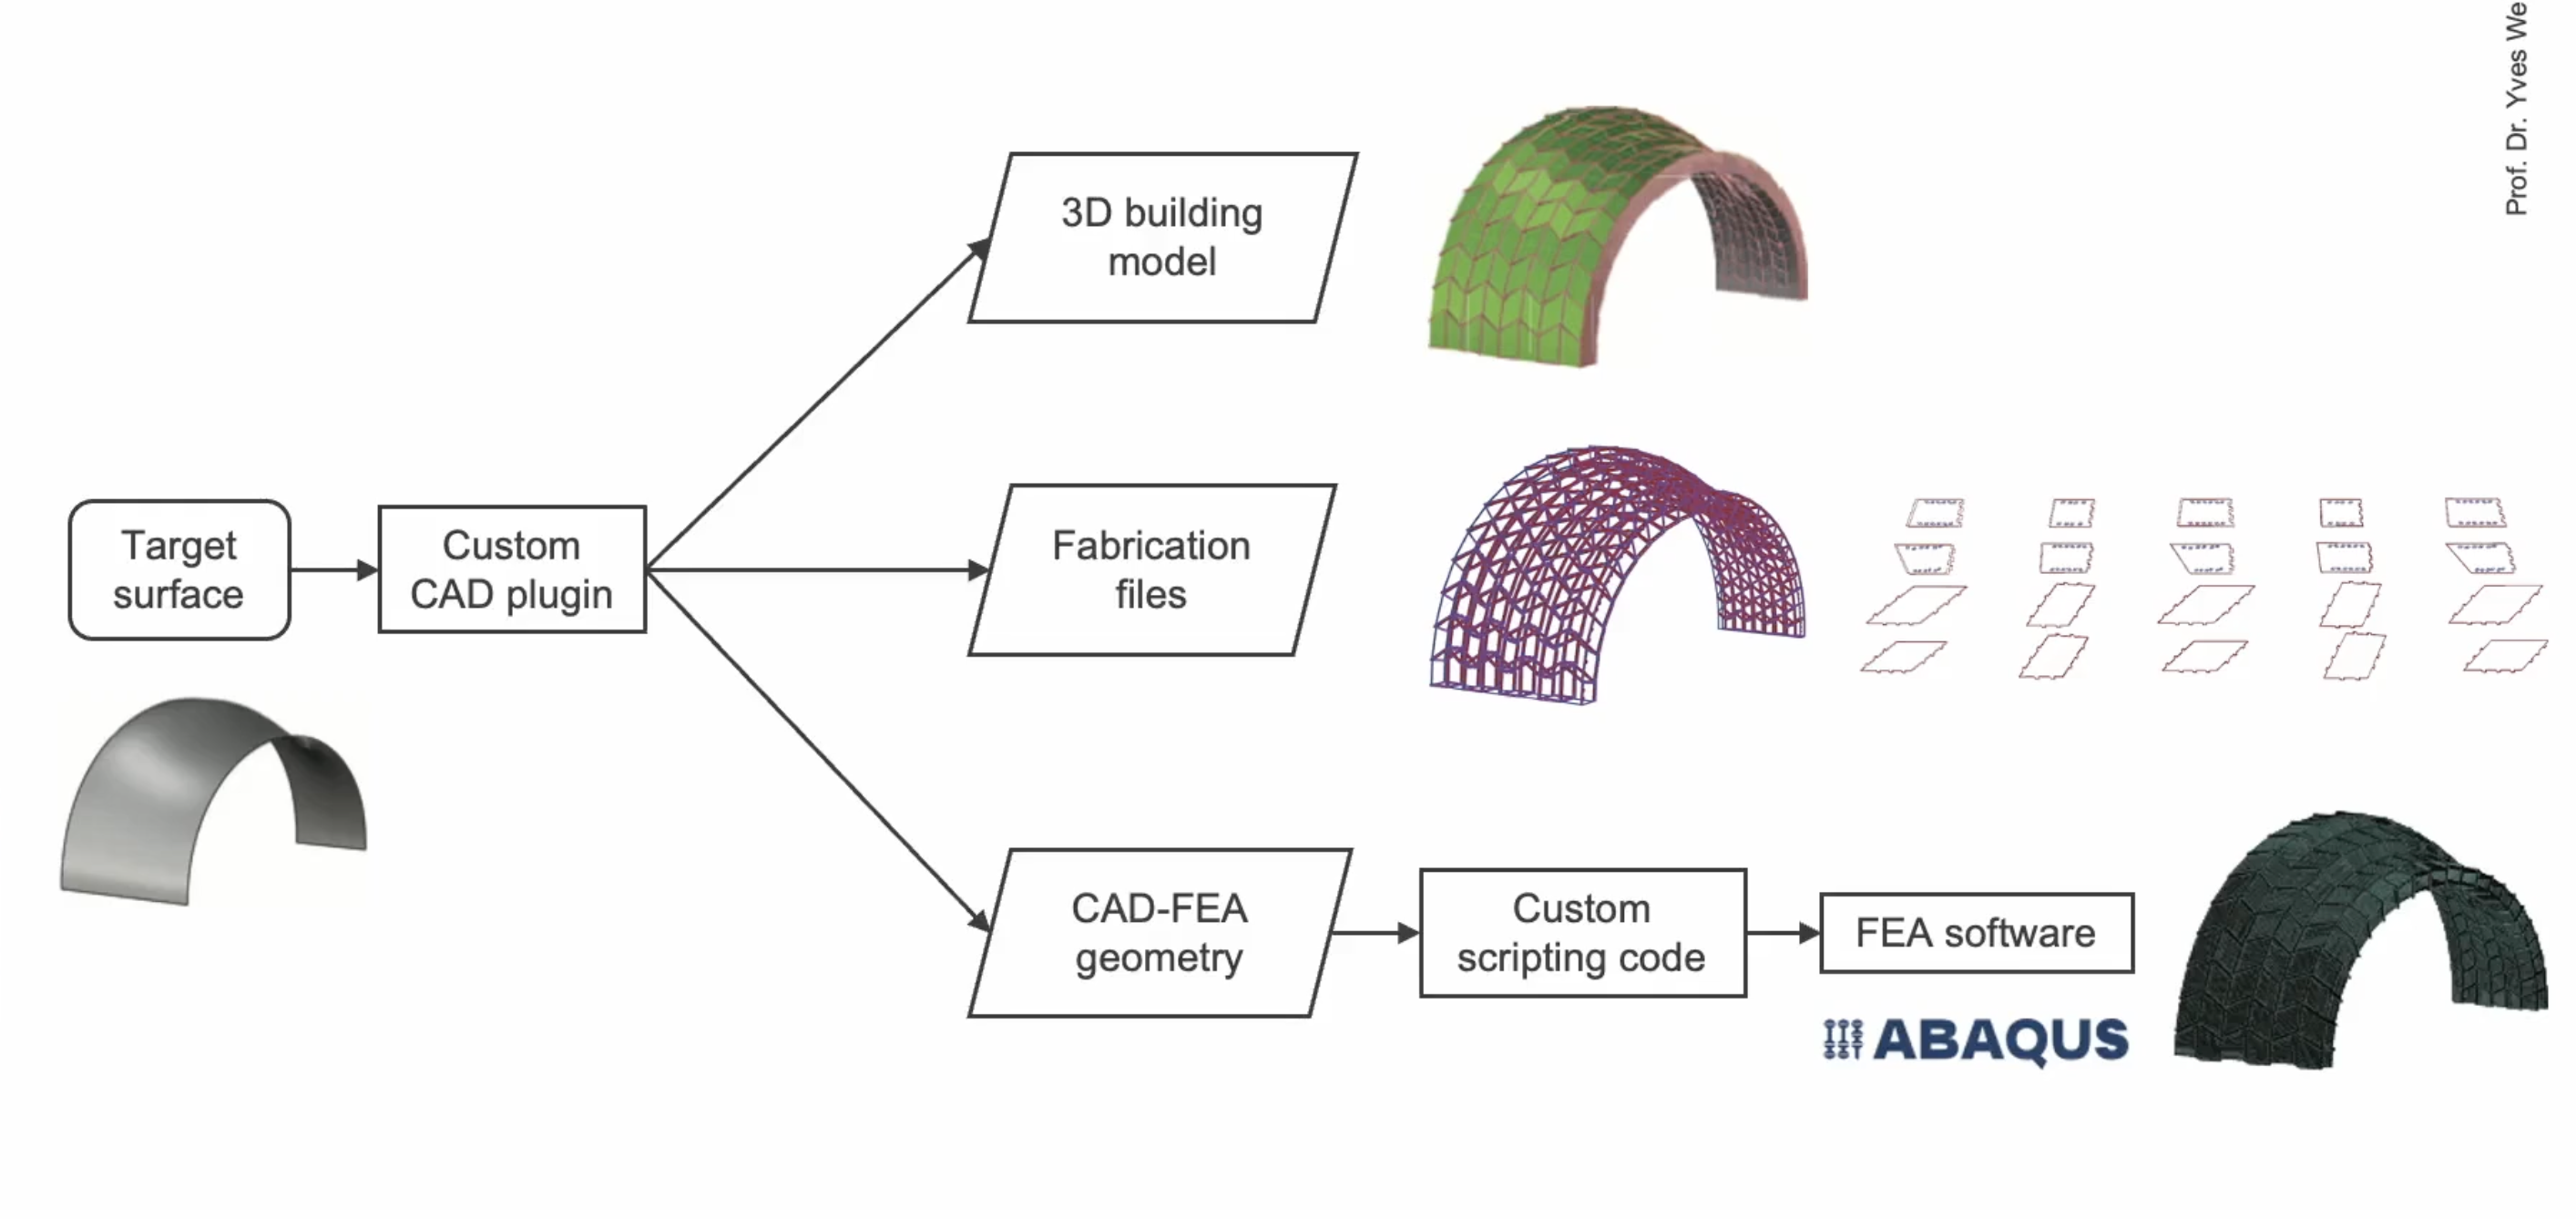 Prof. Dr. Yves We
3D building
model
Target
surface
Custom
CAD plugin
Fabrication
files
CAD-FEA
geometry
Custom
scripting code
FEA software
ABAQUS